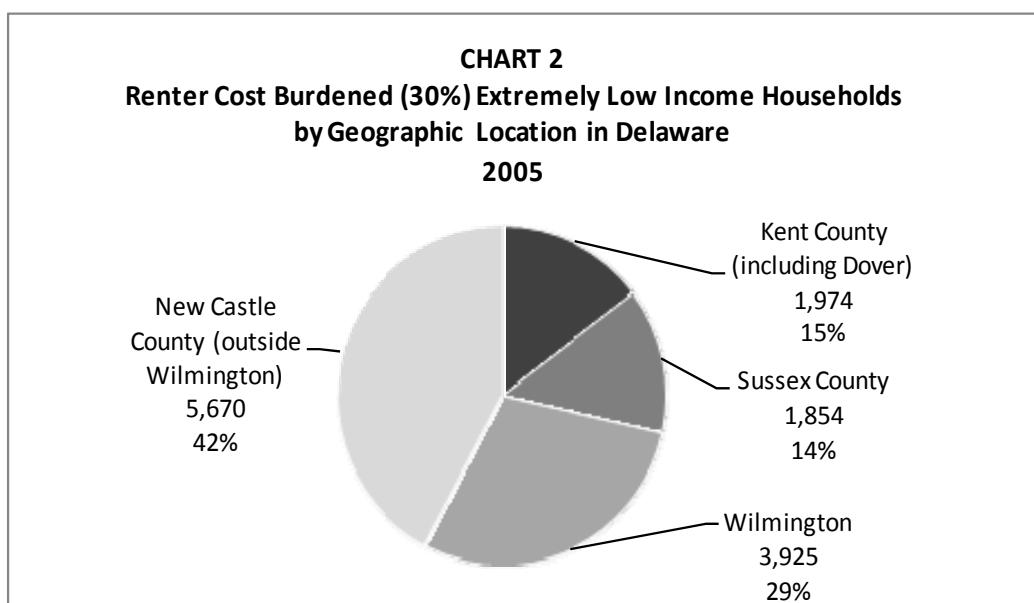 CHART 2
Renter Cost Burdened (30%) Extremely Low Income Households
by Geographic Location in Delaware
2005
Kent County
(including Dover)
1,974
15%
New Castle
County (outside
Wilmington)
5,670
42%
Sussex County
1,854
14%
Wilmington
3,925
29%